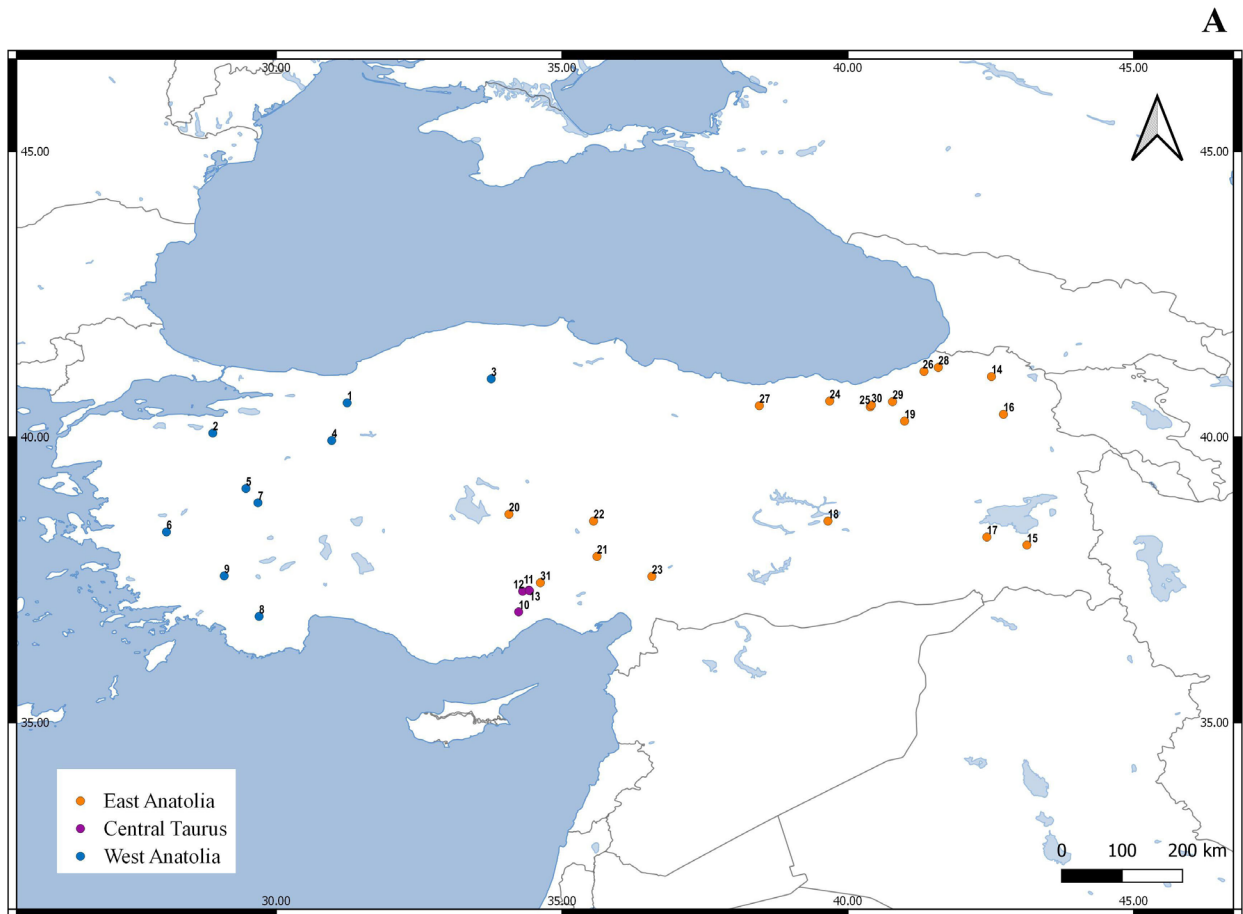 A
30.00 35.00 40.00 45.00
45.00 45.00
28
26 14
3
1 27 24 25 30 29 16
19
40.00 2 4 40.00
5
7
20 22 18
6 17 15
21
9 12 11 31 23
13
8 10
35.00 35.00
East Anatolia
Central Taurus
West Anatolia
0 100 200 km
30.00 35.00 40.00 45.00